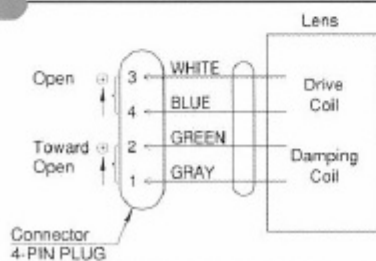 Lens
Open
3
WHITE
Drive
Coil
4
BLUE
Toward
Open
2
GREEN
Damping
Coil
1
GRAY
Connector
4-PIN PLUG